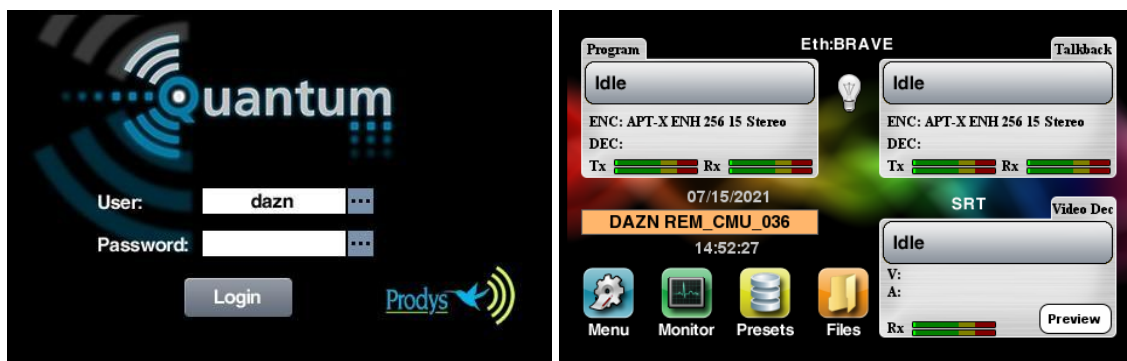 Quantum
User: dazn ...
Password: ...
Login
Prodys
Eth:BRAVE
Program
Idle
ENC: APT-X ENH 256 15 Stereo
DEC:
Tx Rx
Talkback
Idle
ENC: APT-X ENH 256 15 Stereo
DEC:
Tx Rx
07/15/2021
DAZN REM_CMU_036
14:52:27
Menu Monitor Presets Files
SRT
Video Dec
Idle
V:
A:
Rx
Preview